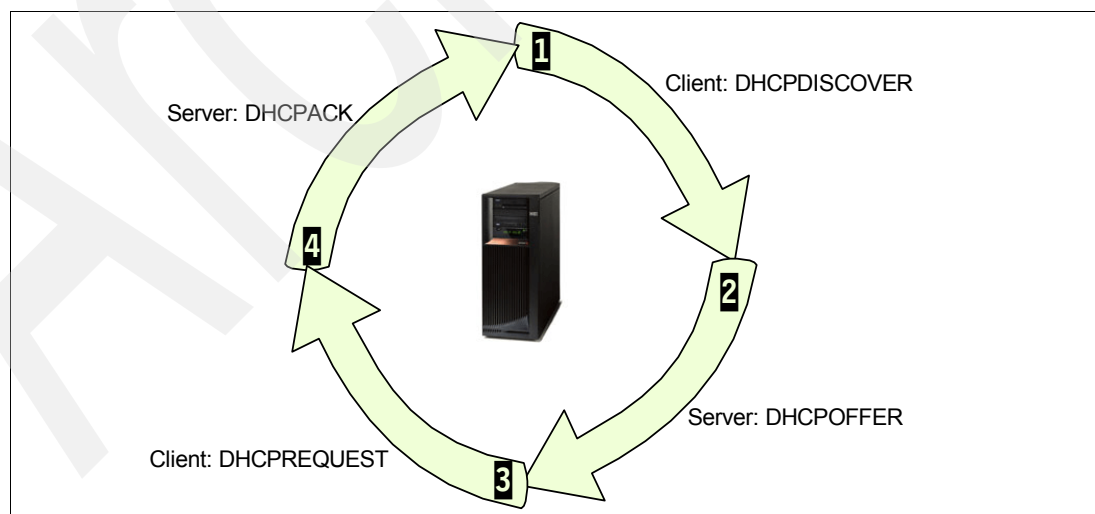 1
Client: DHCPDISCOVER
Server: DHCPACK
4
2
Server: DHCPOFFER
Client: DHCPREQUEST
3